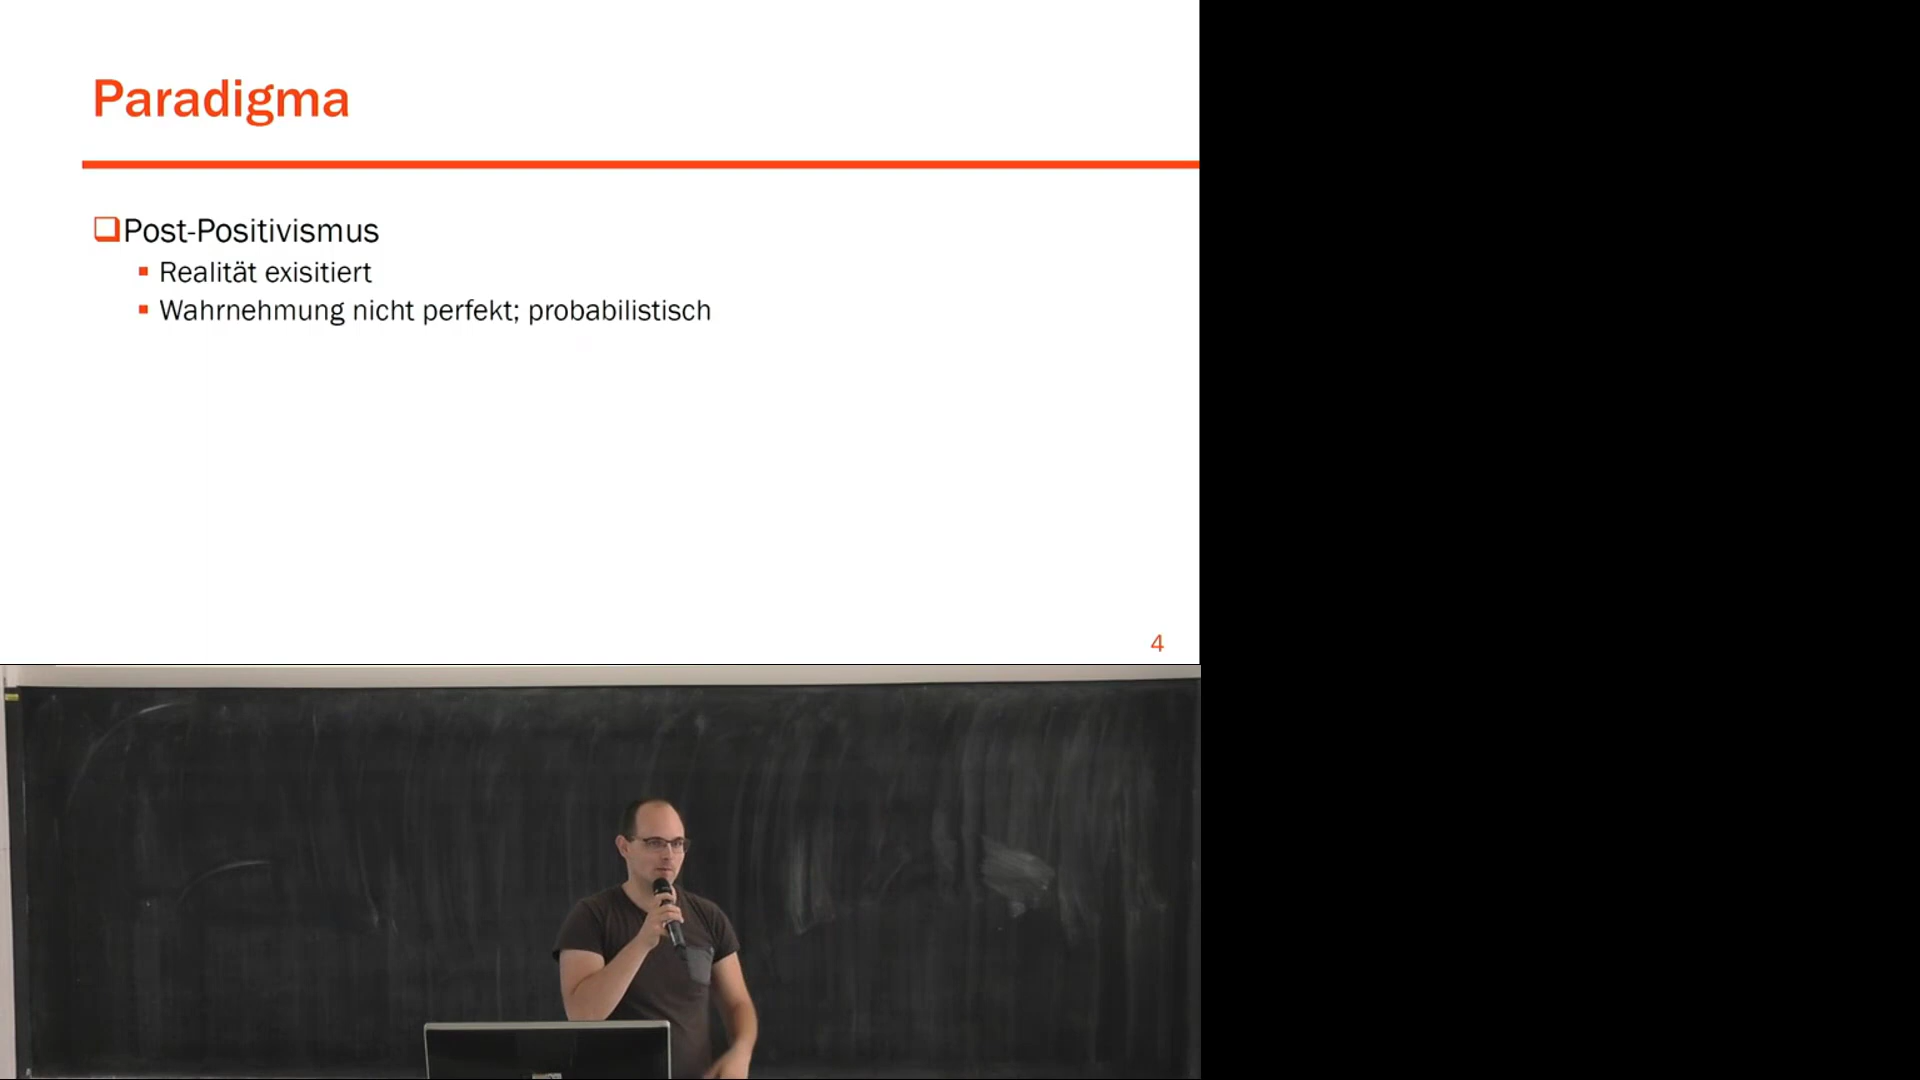 Paradigma
Post-Positivismus
Realität exisitiert
Wahrnehmung nicht perfekt; probabilistisch
4